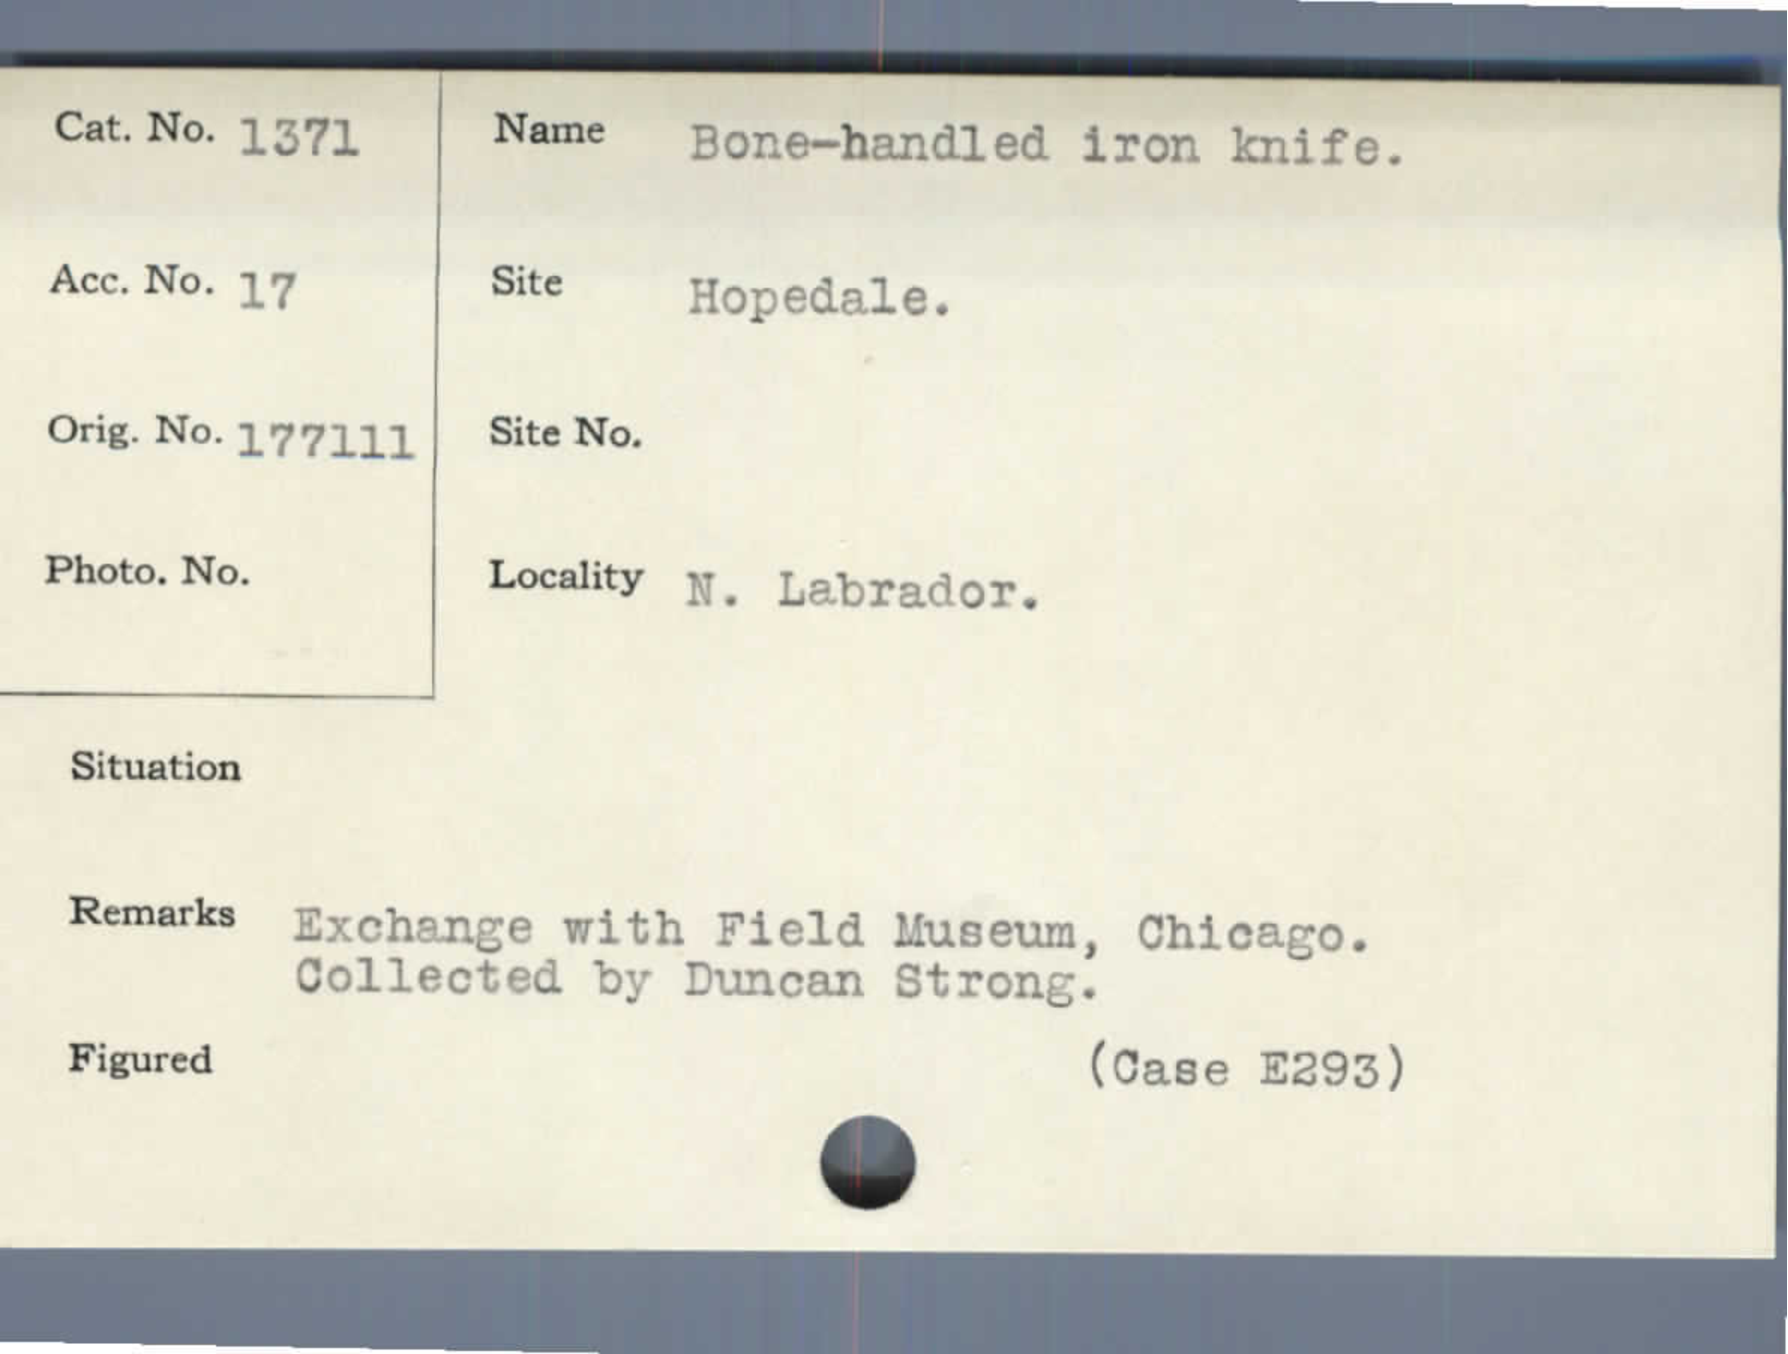 Cat. No. 1371
Name Bone-handled iron knife.
Acc. No. 17
Site Hopedale.
Orig. No. 177111
Site No.
Photo. No.
Locality N. Labrador.
Situation
Remarks Exchange with Field Museum, Chicago.
Collected by Duncan Strong.
Figured
(Case E293)